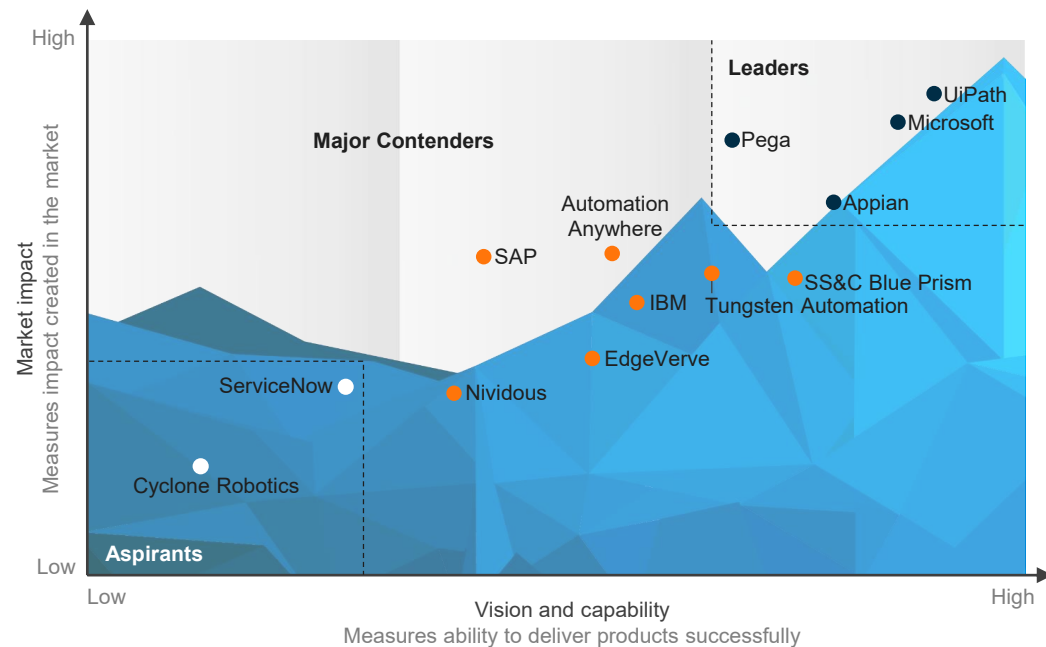 High
Leaders
UiPath
Microsoft
Major Contenders
Pega
Automation
Anywhere
Appian
SAP
SS&C Blue Prism
IBM
Tungsten Automation
EdgeVerve
ServiceNow
Nividous
Cyclone Robotics
Aspirants
Low
Market impact
Measures impact created in the market
Low
High
Vision and capability
Measures ability to deliver products successfully